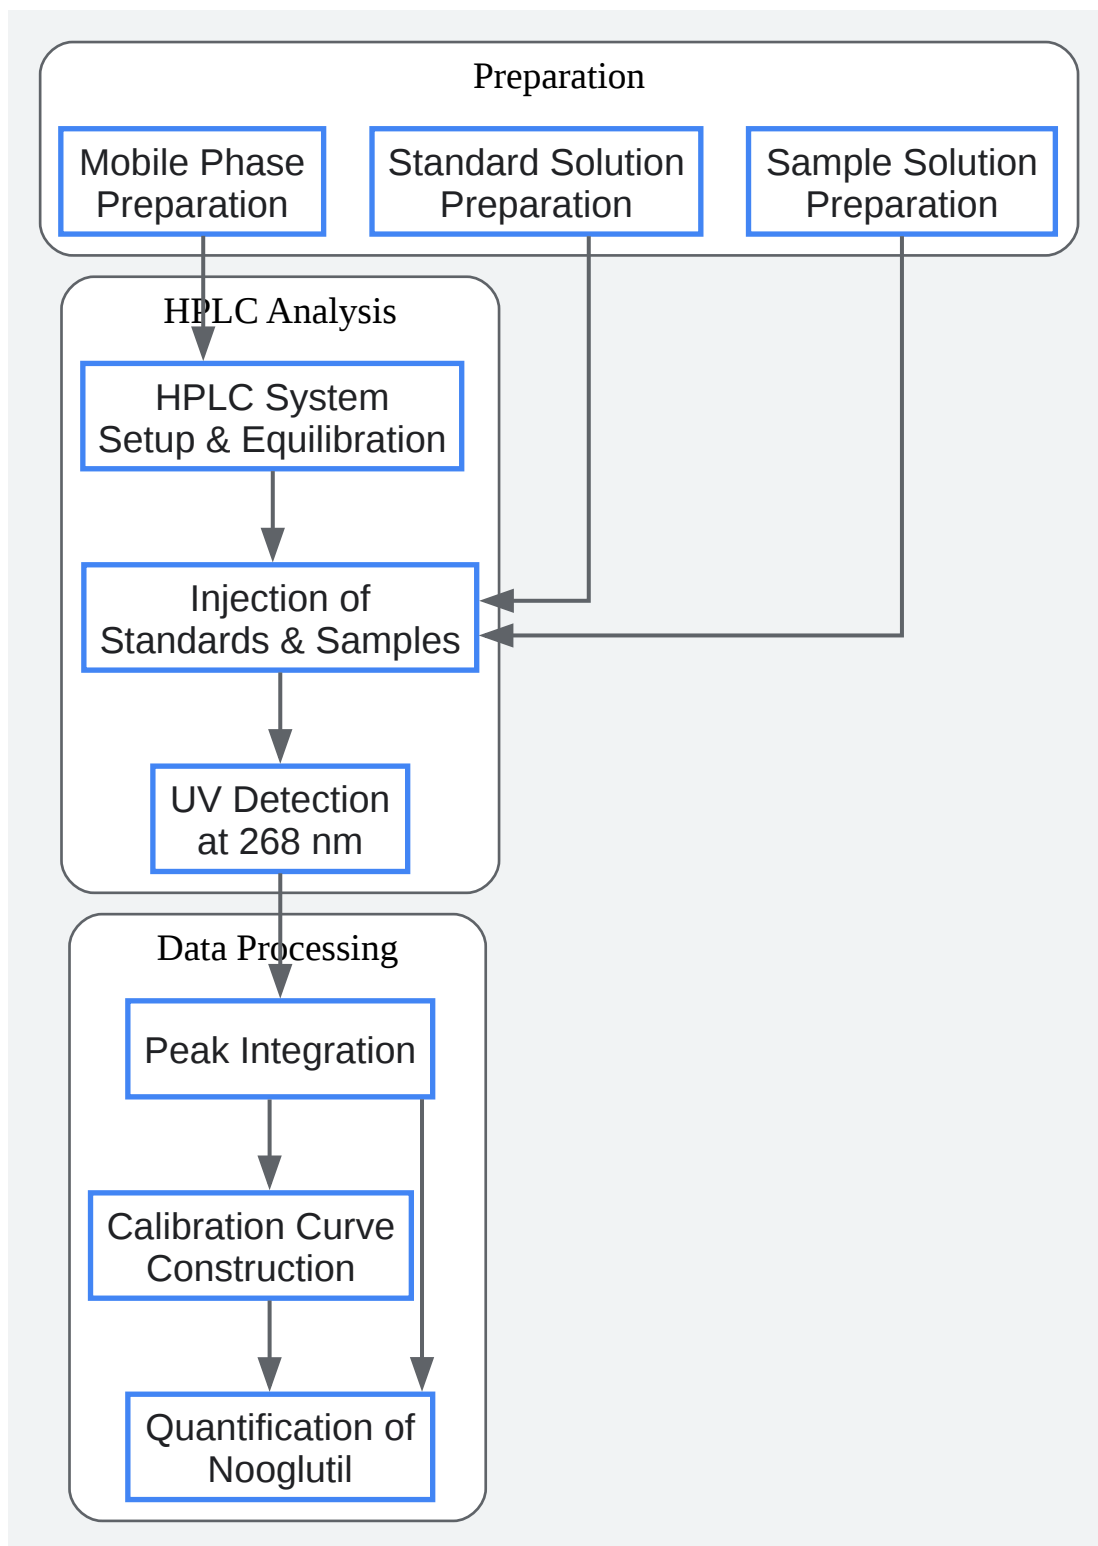 Preparation
Mobile Phase
Preparation
Standard Solution
Preparation
Sample Solution
Preparation
HPLC Analysis
HPLC System
Setup & Equilibration
Injection of
Standards & Samples
UV Detection
at 268 nm
Data Processing
Peak Integration
Calibration Curve
Construction
Quantification of
Nooglutil